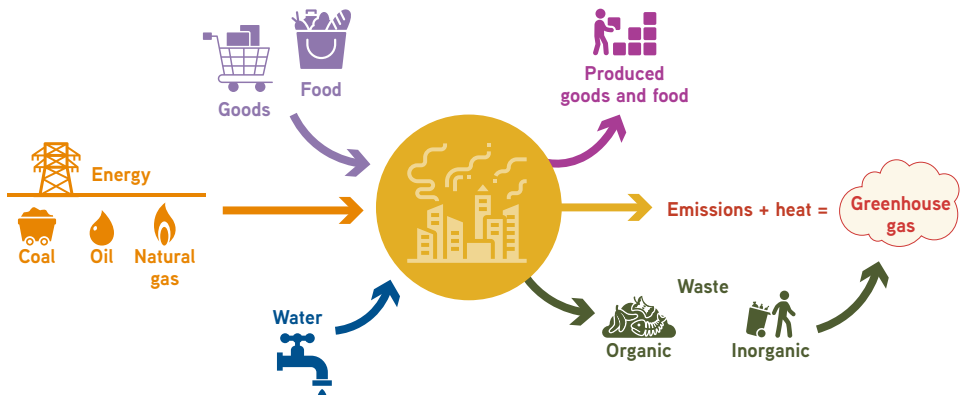 Goods
Food
Produced
goods and food
Energy
Coal
Oil
Natural
gas
Emissions + heat =
Greenhouse
gas
Water
Waste
Organic
Inorganic